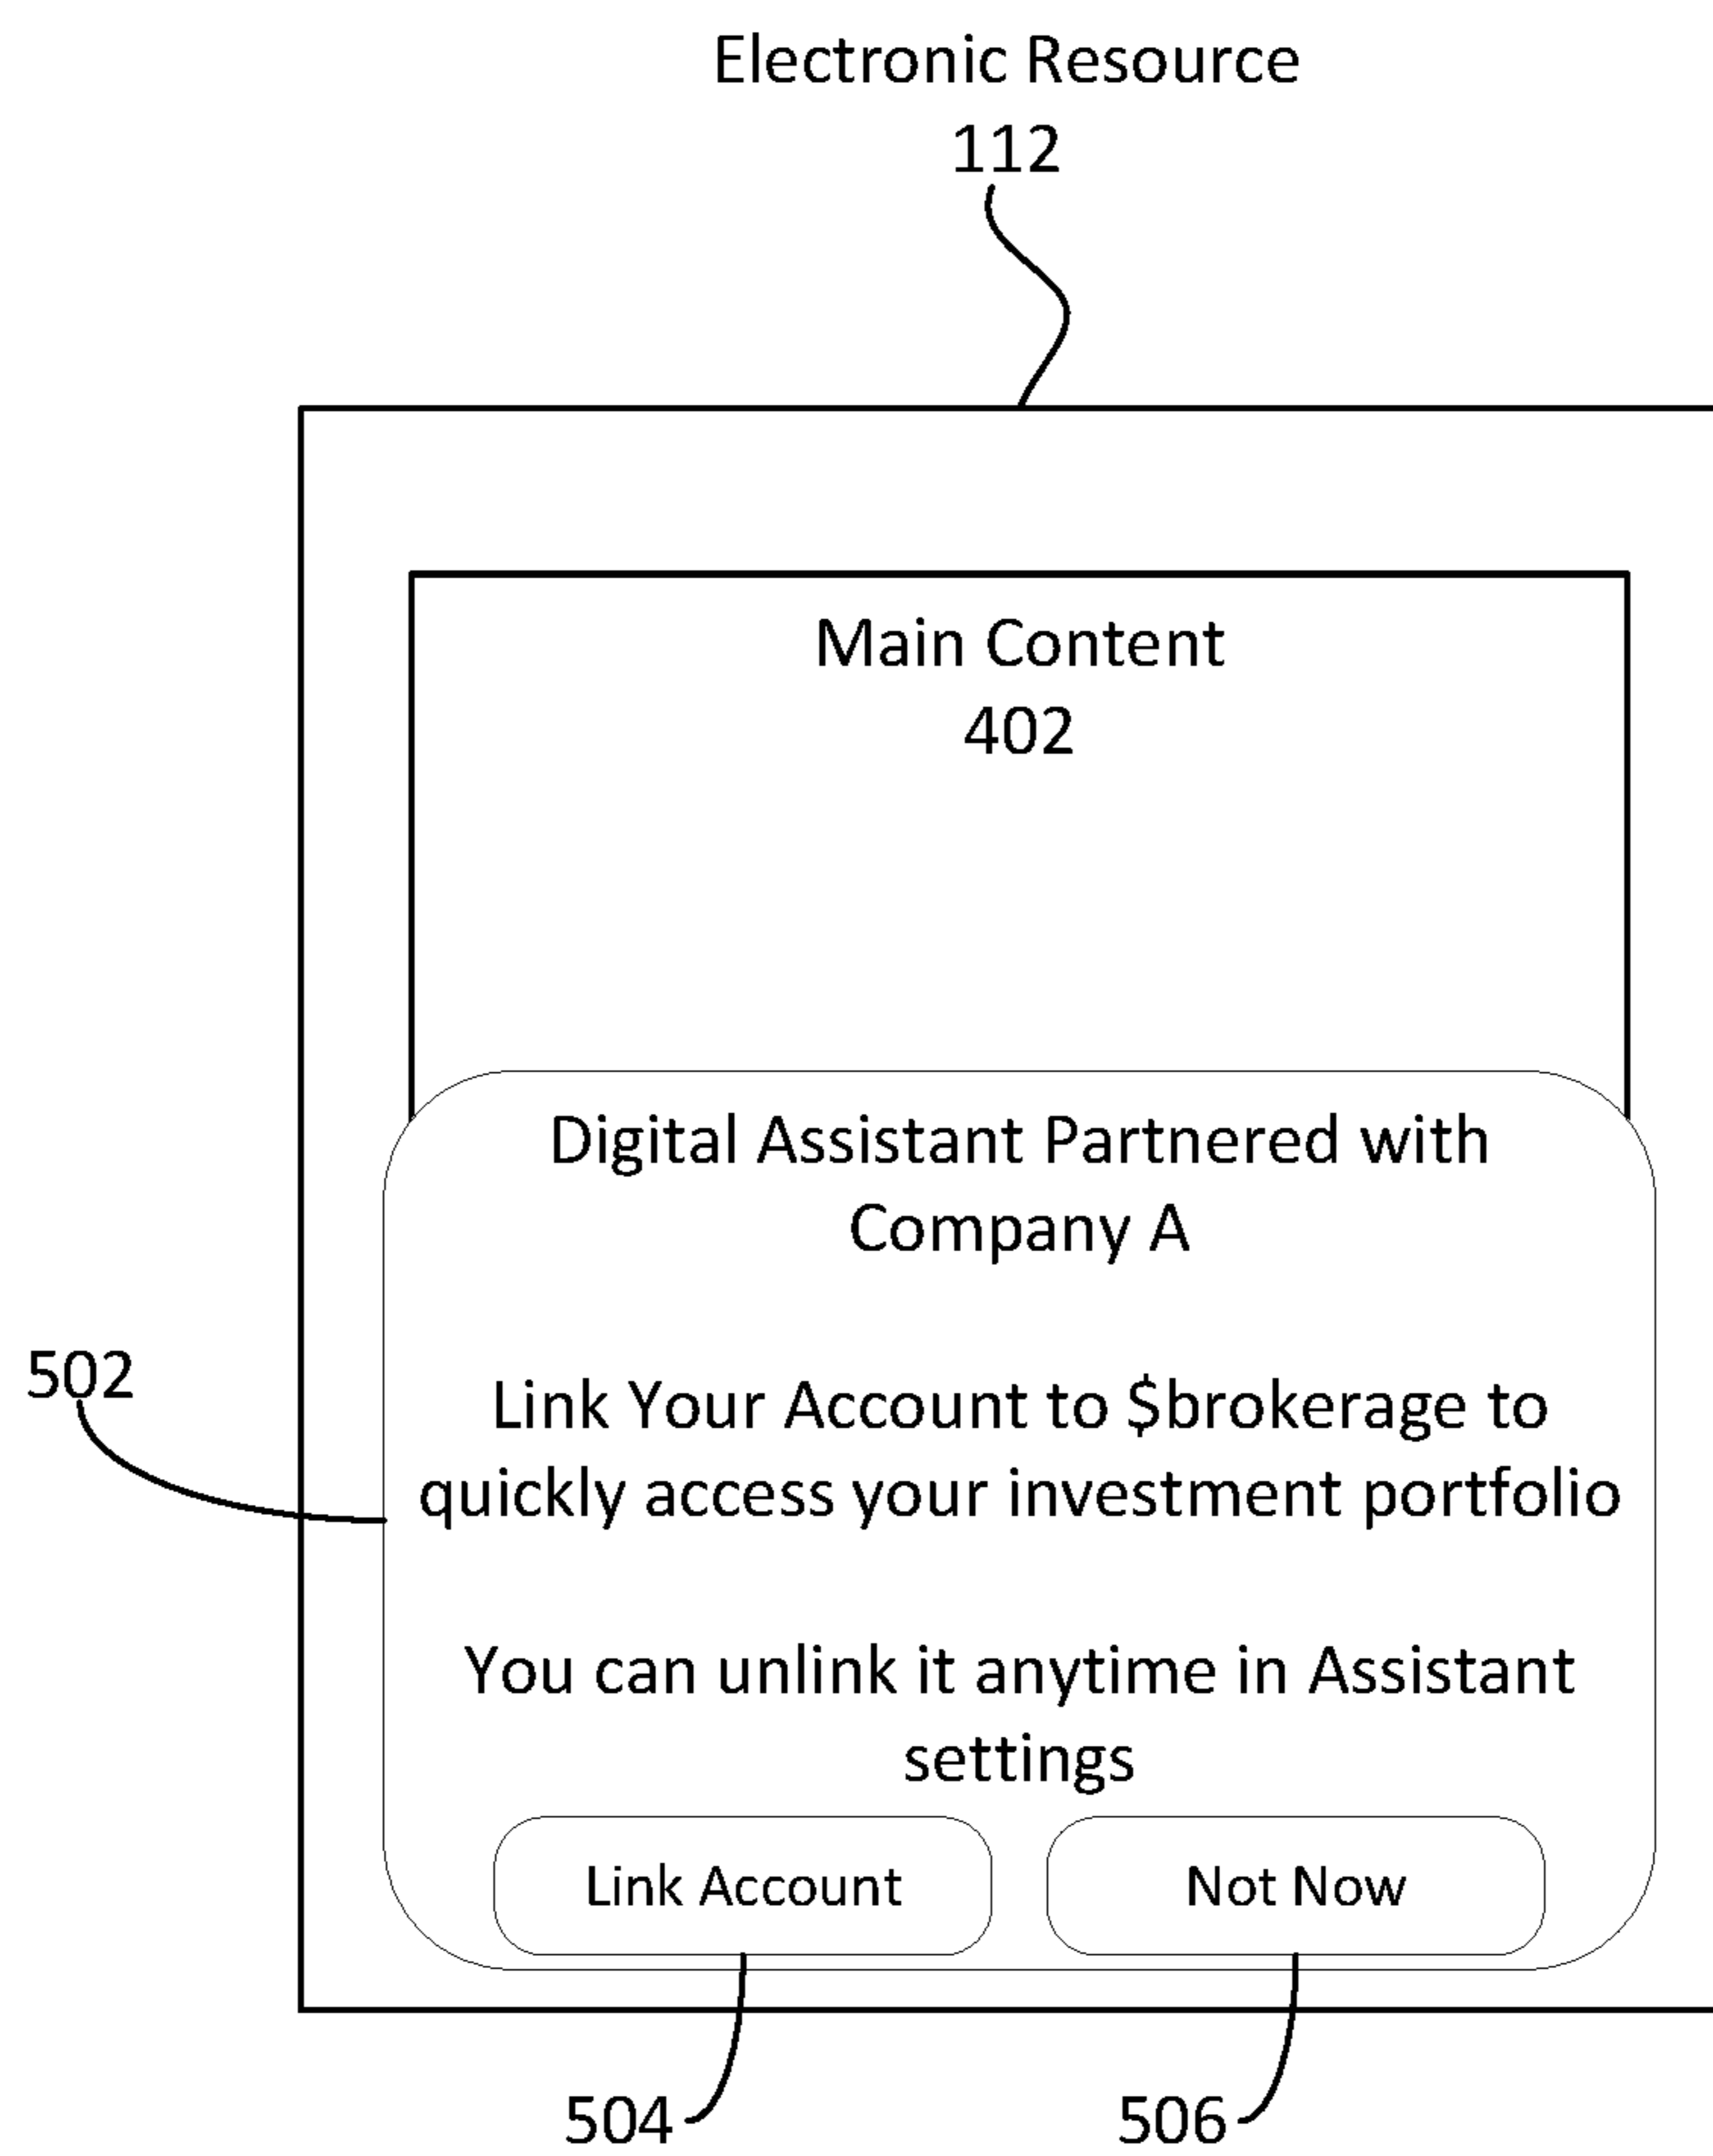 Electronic Resource
112
Main Content
402
Digital Assistant Partnered with
Company A
502
Link Your Account to $brokerage to
quickly access your investment portfolio
You can unlink it anytime in Assistant
settings
Link Account
Not Now
504
506